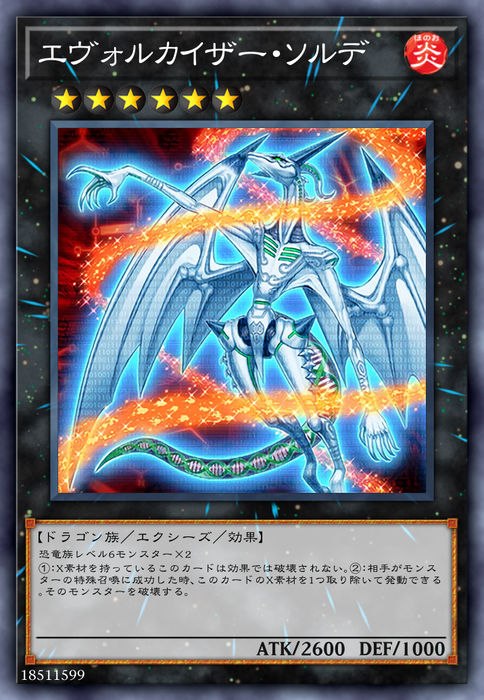 エヴォルカイザー・ソルデ
ほのお
炎
【ドラゴン族／エクシーズ／効果】
恐竜族レベル6モンスター×2
①:X素材を持っているこのカードは効果では破壊されない。②:相手がモンス
ターの特殊召喚に成功した時、このカードのX素材を1つ取り除いて発動できる
。そのモンスターを破壊する。
ATK/2600 DEF/1000
18511599